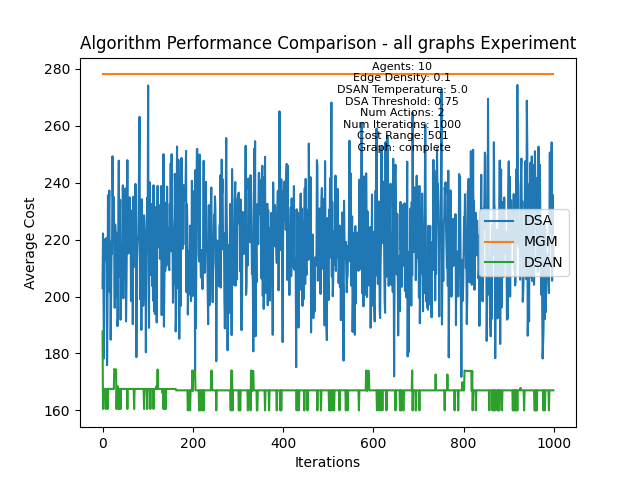 Algorithm Performance Comparison - all graphs Experiment
Agents: 10
Edge Density: 0.1
DSAN Temperature: 5.0
DSA Threshold: 0.75
Num Actions: 2
Num Iterations: 1000
Cost Range: 501
Graph: complete
280
260
240
220
200
180
160
Average Cost
DSA
MGM
DSAN
0
200
400
600
800
1000
Iterations